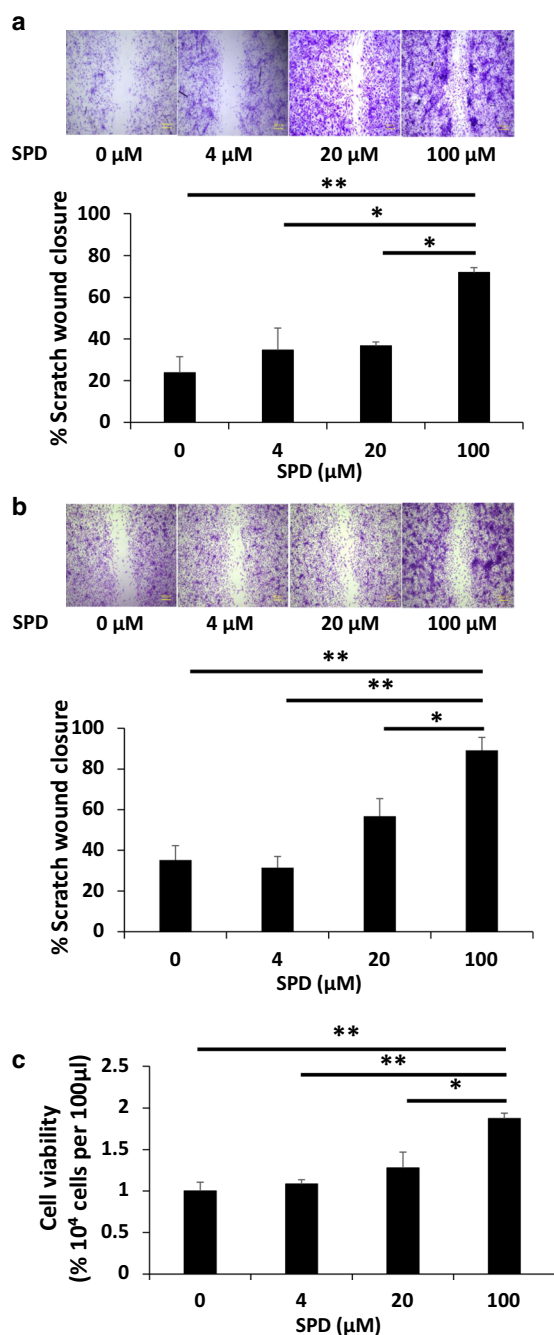 a
SPD 0 µM 4 µM 20 µM 100 µM
**
*
*
% Scratch wound closure
100
80
60
40
20
0
0 4 20 100
SPD (µM)
b
SPD 0 µM 4 µM 20 µM 100 µM
**
**
*
% Scratch wound closure
100
80
60
40
20
0
0 4 20 100
SPD (µM)
c
**
**
*
Cell viability
(% 10⁴ cells per 100µl)
2.5
2
1.5
1
0.5
0
0 4 20 100
SPD (µM)